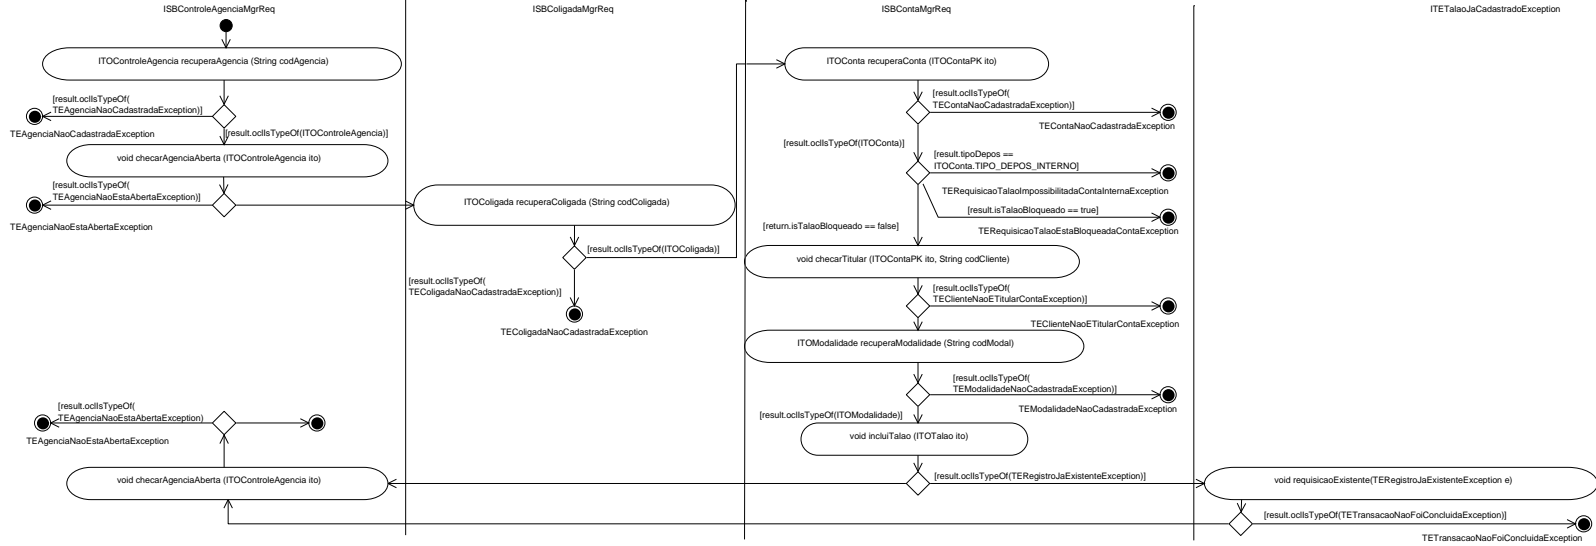 ISBControleAgenciaMgrReq
ISBColigadaMgrReq
ISBContaMgrReq
ITETalaoJaCadastradoException
ITOControleAgencia recuperaAgencia (String codAgencia)
[result.oclIsTypeOf(
TEAgenciaNaoCadastradaException)]
TEAgenciaNaoCadastradaException
[result.oclIsTypeOf(ITOControleAgencia)]
void checarAgenciaAberta (ITOControleAgencia ito)
[result.oclIsTypeOf(
TEAgenciaNaoEstaAbertaException)]
TEAgenciaNaoEstaAbertaException
ITOColigada recuperaColigada (String codColigada)
[result.oclIsTypeOf(ITOColigada)]
[result.oclIsTypeOf(
TEColigadaNaoCadastradaException)]
TEColigadaNaoCadastradaException
ITOConta recuperaConta (ITOContaPK ito)
[result.oclIsTypeOf(
TEContaNaoCadastradaException)]
TEContaNaoCadastradaException
[result.oclIsTypeOf(ITOConta)]
[result.tipoDepos ==
ITOConta.TIPO_DEPOS_INTERNO]
TERequisicaoTalaoImpossibilitadaContaInternaException
[result.isTalaoBloqueado == true]
TERequisicaoTalaoEstaBloqueadaContaException
[return.isTalaoBloqueado == false]
void checarTitular (ITOContaPK ito, String codCliente)
[result.oclIsTypeOf(
TEClienteNaoETitularContaException)]
TEClienteNaoETitularContaException
ITOModalidade recuperaModalidade (String codModal)
[result.oclIsTypeOf(
TEModalidadeNaoCadastradaException)]
TEModalidadeNaoCadastradaException
[result.oclIsTypeOf(ITOModalidade)]
void incluiTalao (ITOTalao ito)
[result.oclIsTypeOf(TERegistroJaExistenteException)]
void requisicaoExistente(TERegistroJaExistenteException e)
[result.oclIsTypeOf(TETransacaoNaoFoiConcluidaException)]
TETransacaoNaoFoiConcluidaException
[result.oclIsTypeOf(
TEAgenciaNaoEstaAbertaException)
TEAgenciaNaoEstaAbertaException
void checarAgenciaAberta (ITOControleAgencia ito)